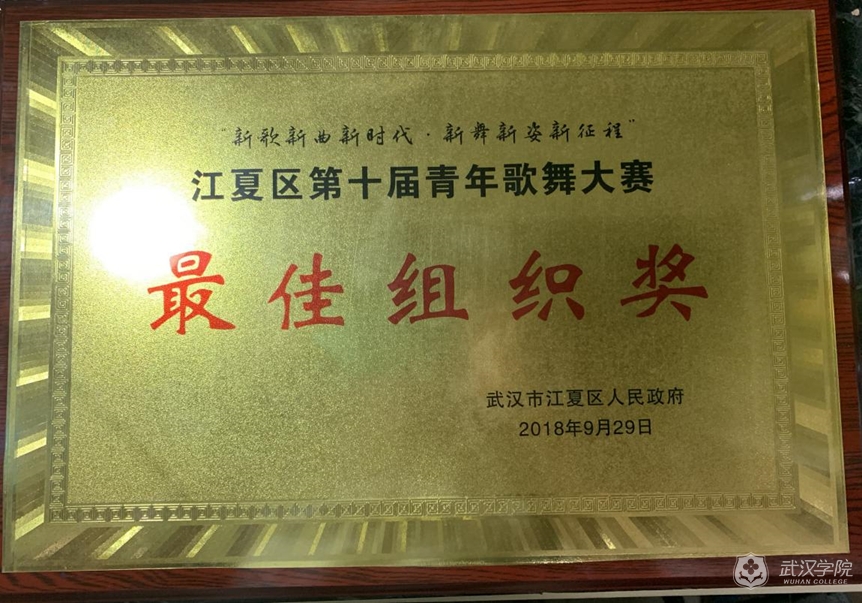 “新歌新曲新时代·新舞新姿新征程”
江夏区第十届青年歌舞大赛
最佳组织奖
武汉市江夏区人民政府
2018年9月29日
武汉学院
WUHAN COLLEGE